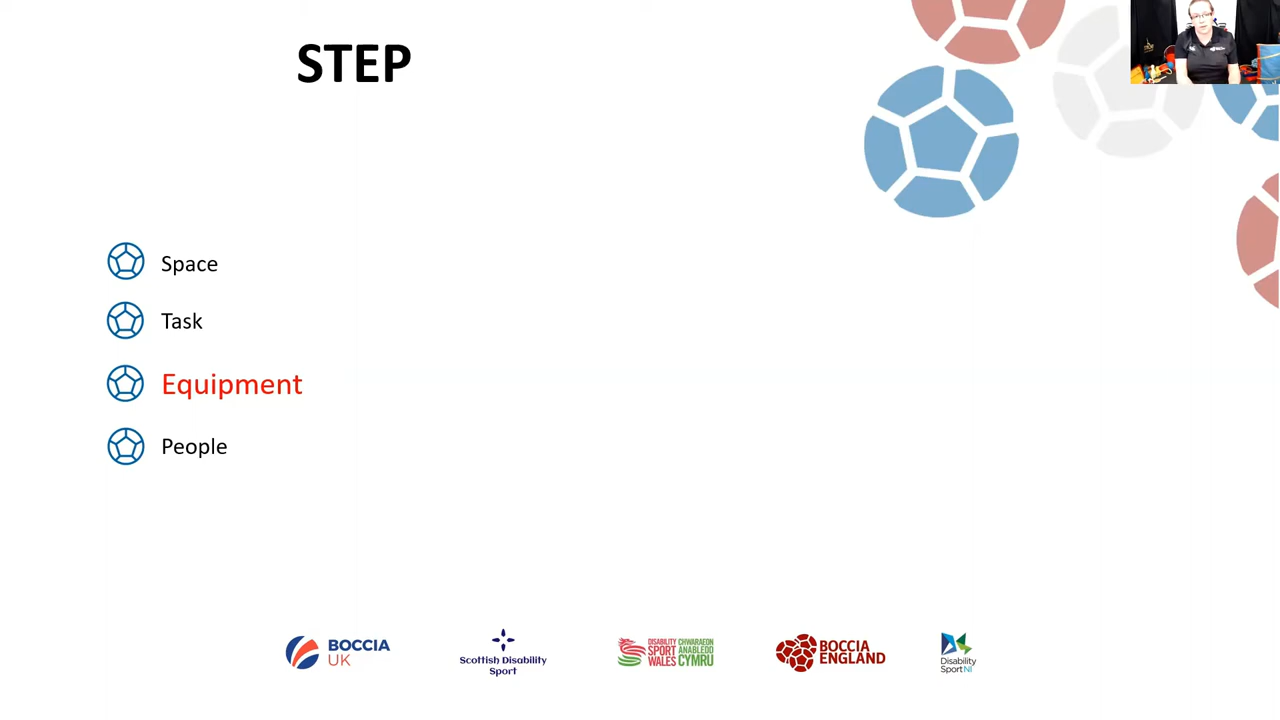 STEP
Space
Task
Equipment
People
BOCCIA
UK
Scottish Disability
Sport
DISABILITY CHWARAEON
SPORT ANABLEDD
WALES CYMRU
BOCCIA
ENGLAND
Disability
Sport NI